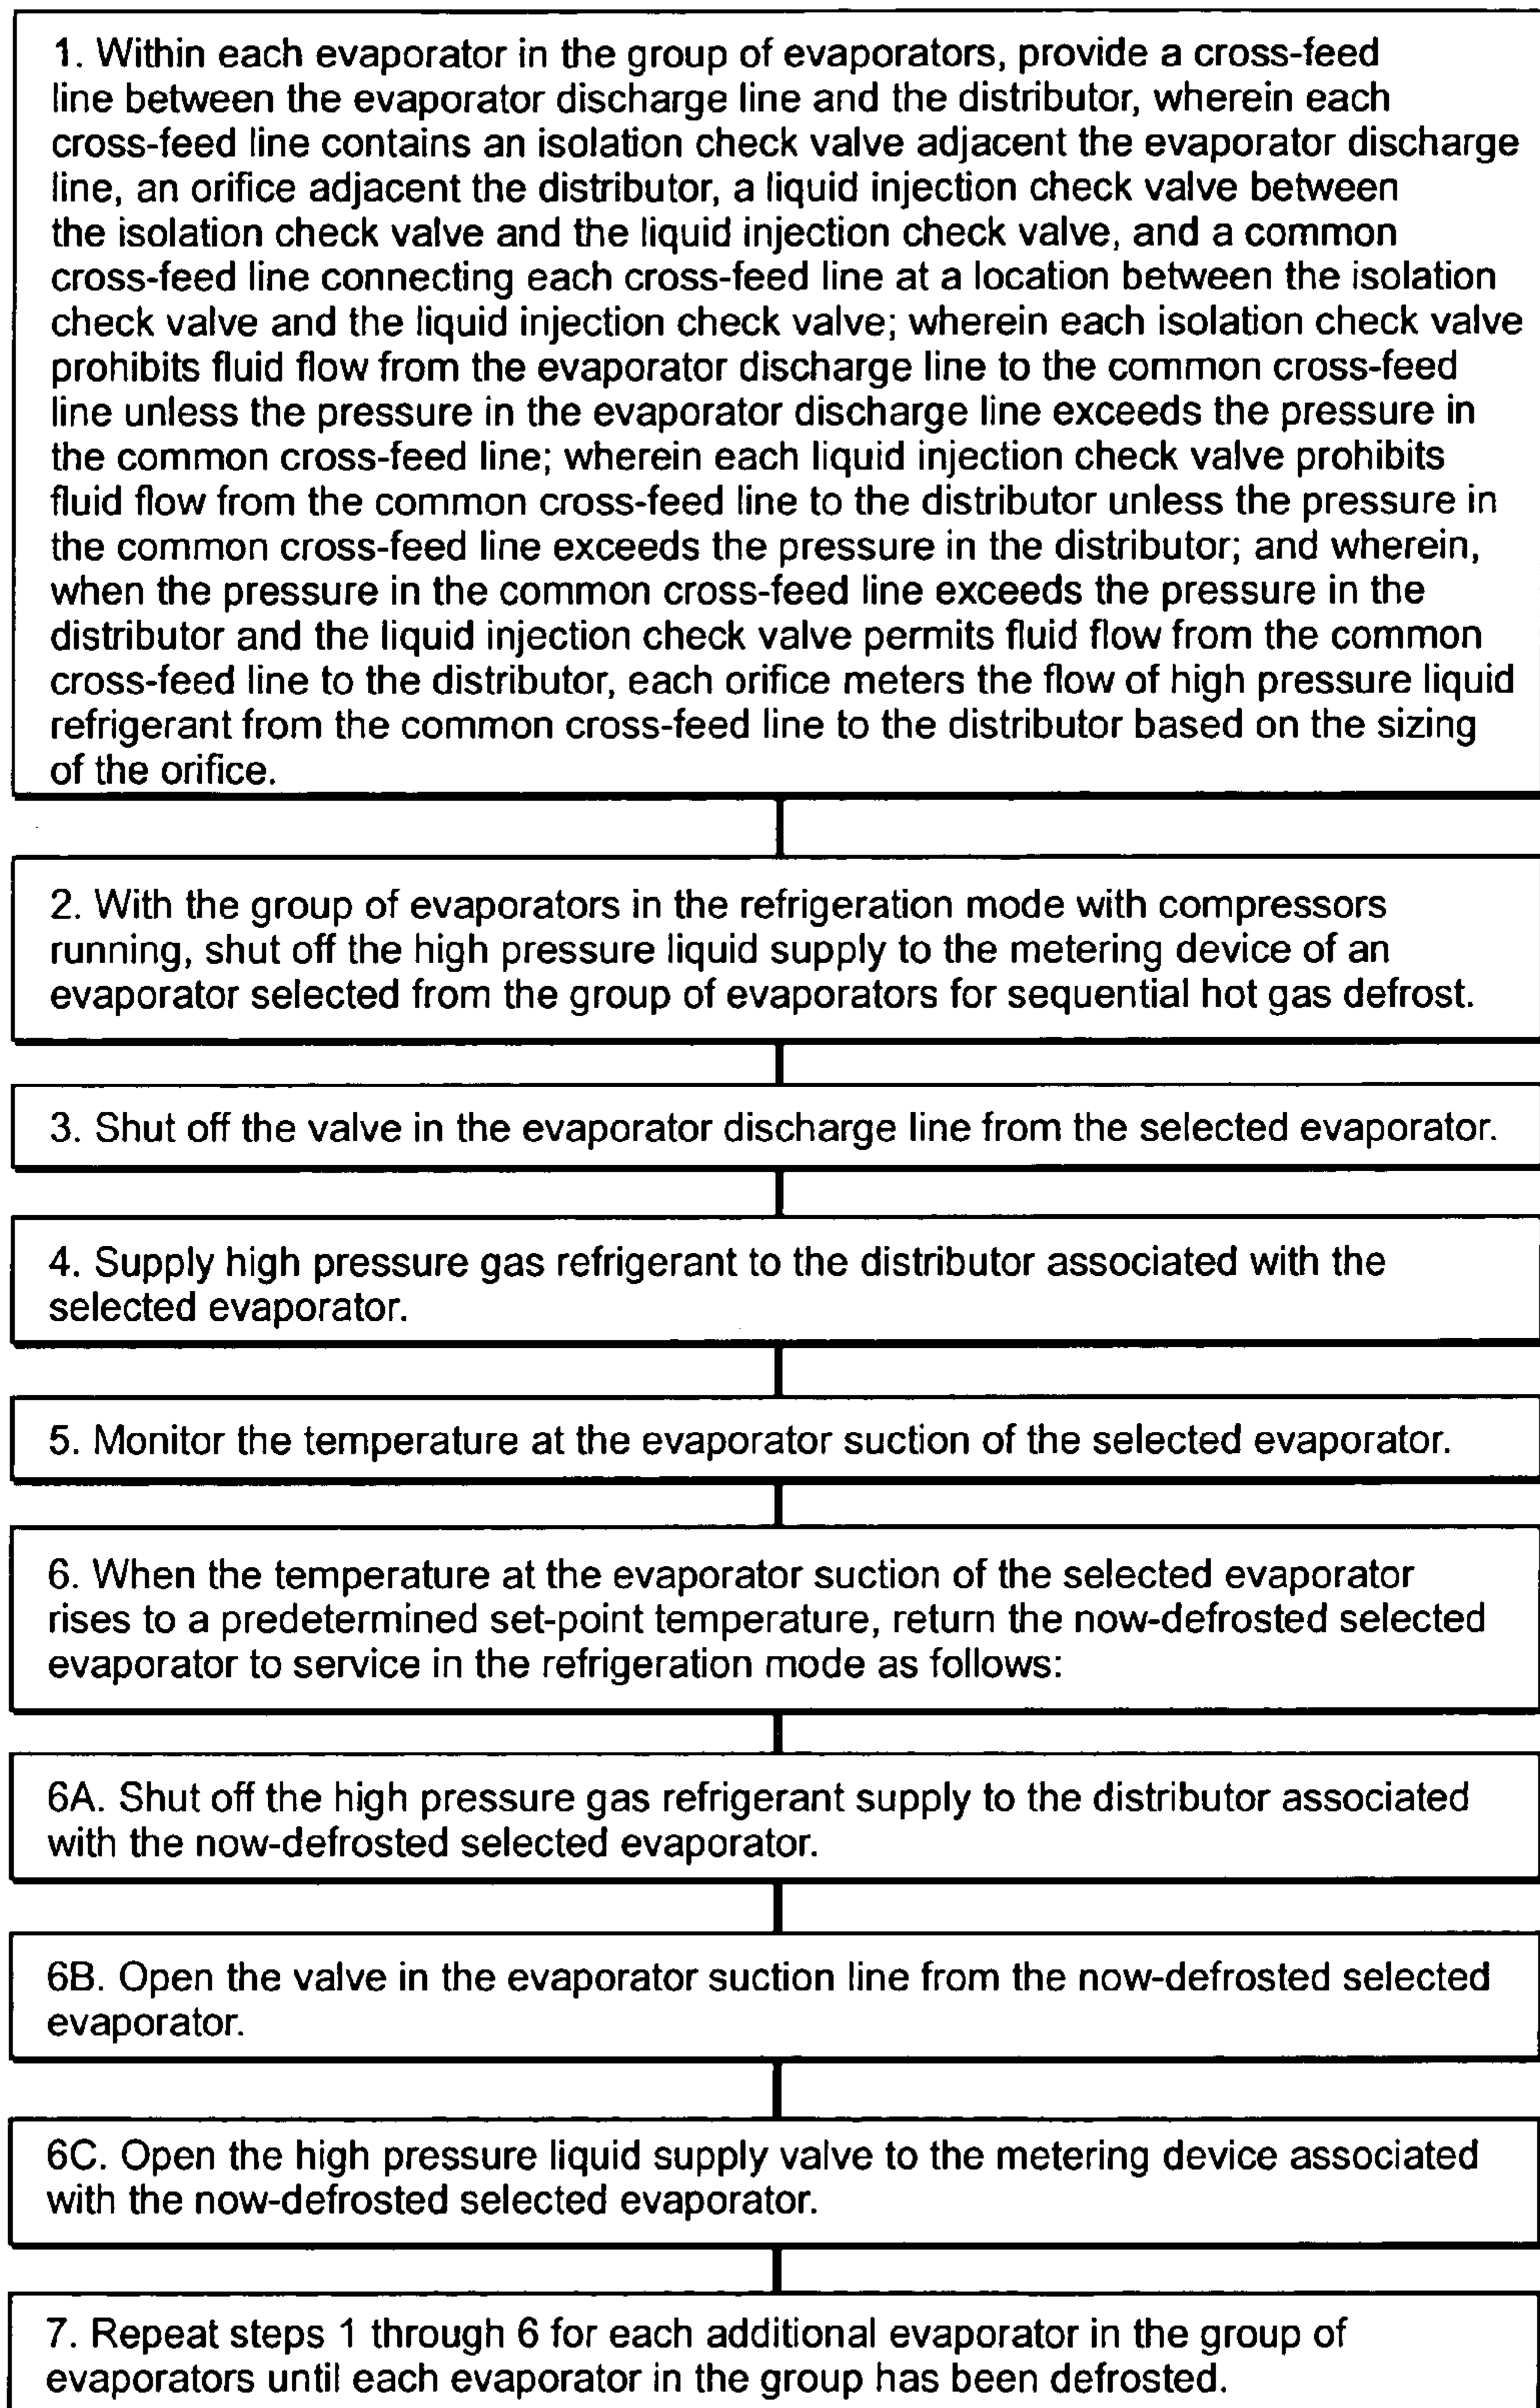 1. Within each evaporator in the group of evaporators, provide a cross-feed
line between the evaporator discharge line and the distributor, wherein each
cross-feed line contains an isolation check valve adjacent the evaporator discharge
line, an orifice adjacent the distributor, a liquid injection check valve between
the isolation check valve and the liquid injection check valve, and a common
cross-feed line connecting each cross-feed line at a location between the isolation
check valve and the liquid injection check valve; wherein each isolation check valve
prohibits fluid flow from the evaporator discharge line to the common cross-feed
line unless the pressure in the evaporator discharge line exceeds the pressure in
the common cross-feed line; wherein each liquid injection check valve prohibits
fluid flow from the common cross-feed line to the distributor unless the pressure in
the common cross-feed line exceeds the pressure in the distributor; and wherein,
when the pressure in the common cross-feed line exceeds the pressure in the
distributor and the liquid injection check valve permits fluid flow from the common
cross-feed line to the distributor, each orifice meters the flow of high pressure liquid
refrigerant from the common cross-feed line to the distributor based on the sizing
of the orifice.
2. With the group of evaporators in the refrigeration mode with compressors
running, shut off the high pressure liquid supply to the metering device of an
evaporator selected from the group of evaporators for sequential hot gas defrost.
3. Shut off the valve in the evaporator discharge line from the selected evaporator.
4. Supply high pressure gas refrigerant to the distributor associated with the
selected evaporator.
5. Monitor the temperature at the evaporator suction of the selected evaporator.
6. When the temperature at the evaporator suction of the selected evaporator
rises to a predetermined set-point temperature, return the now-defrosted selected
evaporator to service in the refrigeration mode as follows:
6A. Shut off the high pressure gas refrigerant supply to the distributor associated
with the now-defrosted selected evaporator.
6B. Open the valve in the evaporator suction line from the now-defrosted selected
evaporator.
6C. Open the high pressure liquid supply valve to the metering device associated
with the now-defrosted selected evaporator.
7. Repeat steps 1 through 6 for each additional evaporator in the group of
evaporators until each evaporator in the group has been defrosted.